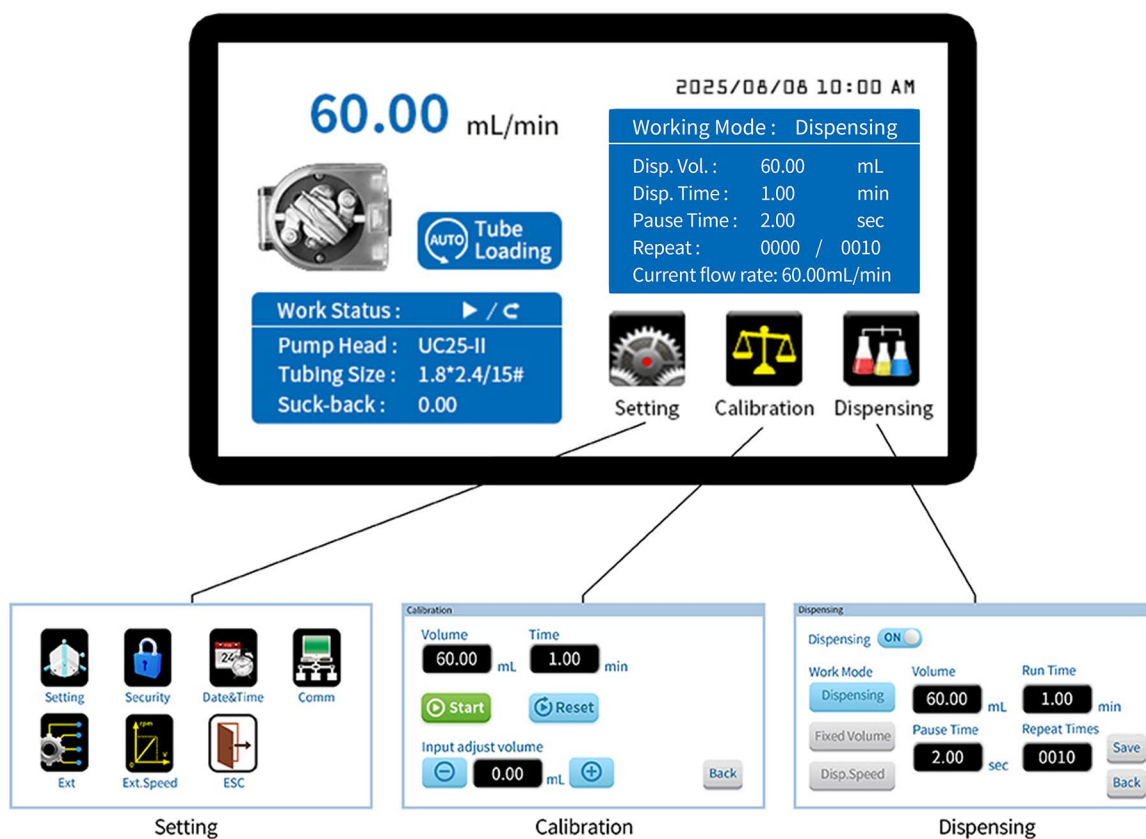 60.00 mL/min
2025/08/08 10:00 AM
Working Mode : Dispensing
Disp. Vol. : 60.00 mL
Disp. Time : 1.00 min
Pause Time : 2.00 sec
Repeat : 0000 / 0010
Current flow rate: 60.00mL/min
AUTO
Tube
Loading
Work Status : /
Pump Head : UC25-II
Tubing Size : 1.8*2.4/15#
Suck-back : 0.00
Setting Calibration Dispensing
24
Setting Security Date&Time Comm
rpm
0
Ext Ext.Speed ESC
Setting
Calibration
Volume Time
60.00 mL 1.00 min
Start Reset
Input adjust volume
0.00 mL
Back
Calibration
Dispensing
Dispensing ON
Work Mode Volume Run Time
Dispensing 60.00 mL 1.00 min
Fixed Volume Pause Time Repeat Times
2.00 sec 0010 Save
Disp.Speed Back
Dispensing